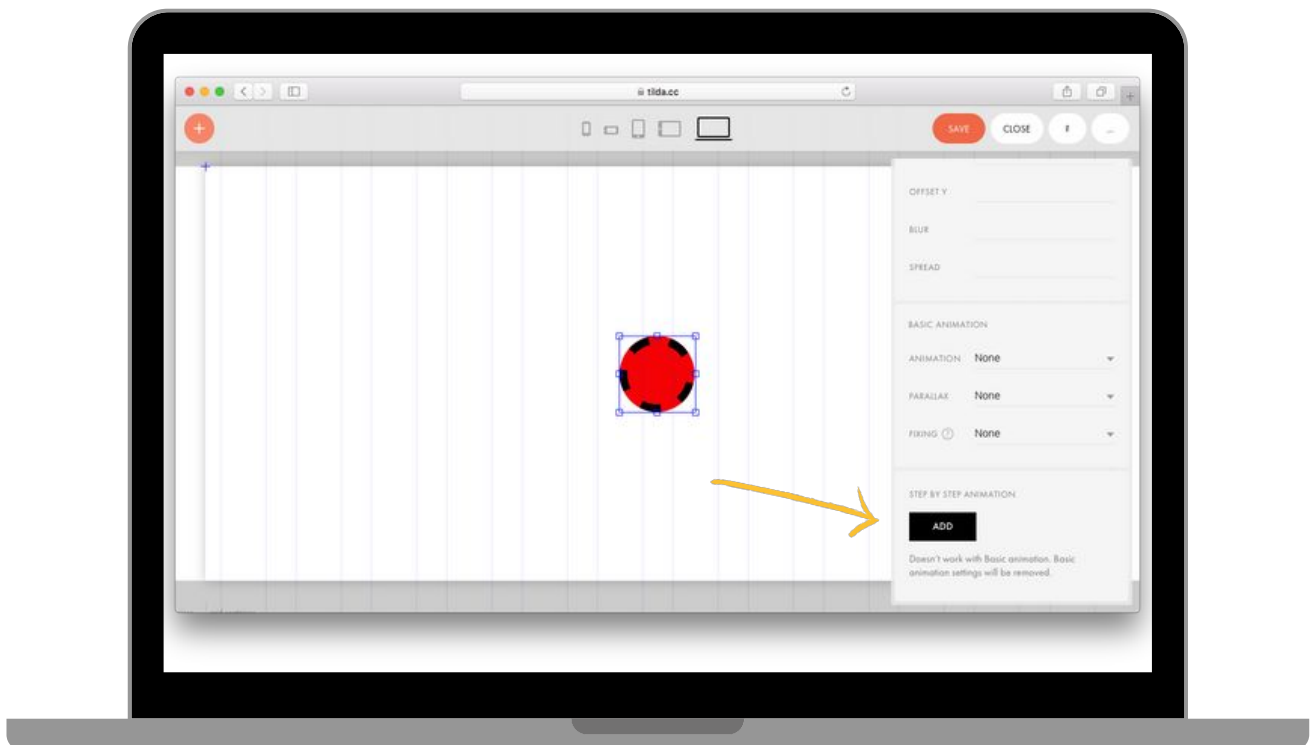 tilda.cc
SAVE
CLOSE
OFFSET Y
BLUR
SPREAD
BASIC ANIMATION
ANIMATION None
PARALLAX None
FIXING ? None
STEP BY STEP ANIMATION
ADD
Doesn't work with Basic animation. Basic
animation settings will be removed.